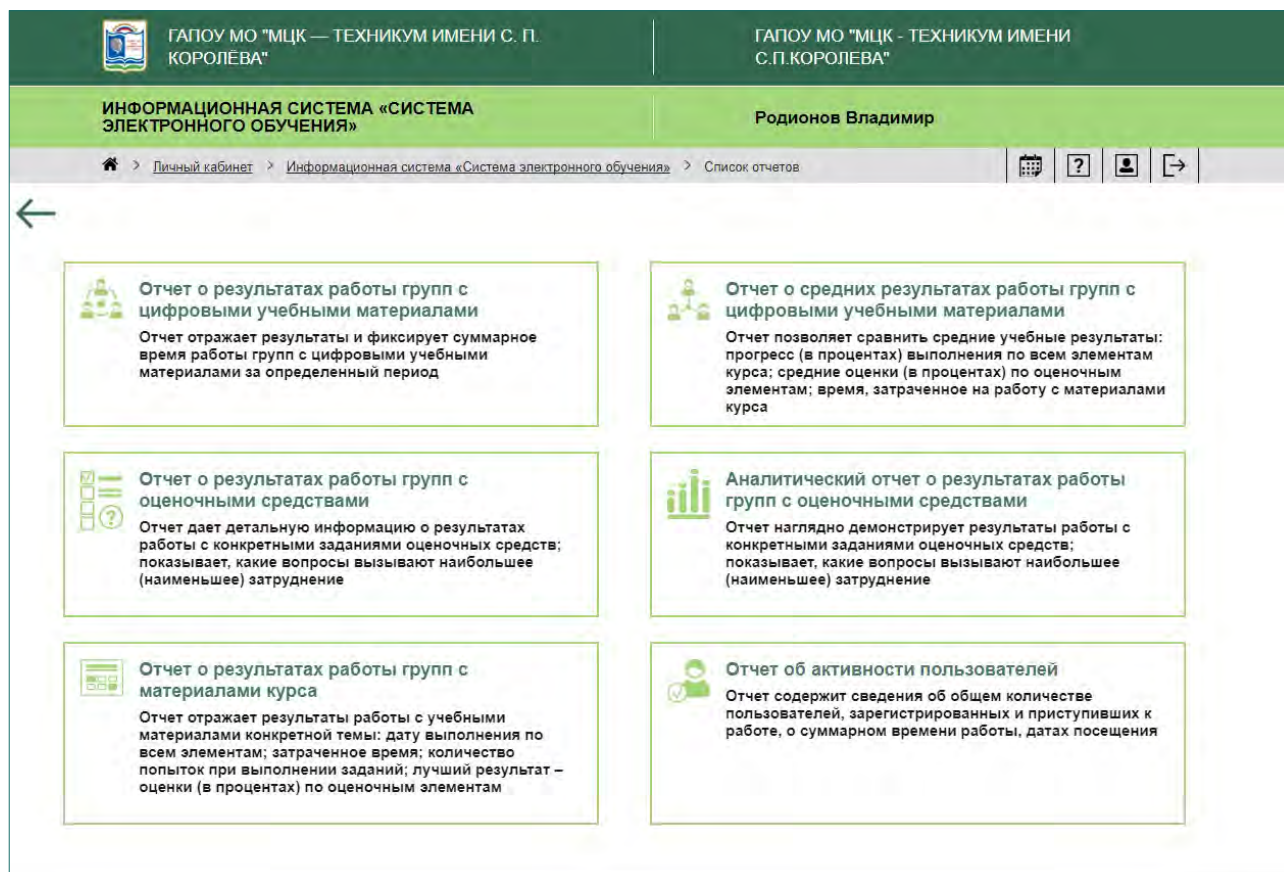 ГАПОУ МО "МЦК — ТЕХНИКУМ ИМЕНИ С. П.
КОРОЛЁВА"
ГАПОУ МО "МЦК - ТЕХНИКУМ ИМЕНИ
С.П.КОРОЛЕВА"
ИНФОРМАЦИОННАЯ СИСТЕМА «СИСТЕМА
ЭЛЕКТРОННОГО ОБУЧЕНИЯ»
Родионов Владимир
> Личный кабинет > Информационная система «Система электронного обучения» > Список отчетов
Отчет о результатах работы групп с
цифровыми учебными материалами
Отчет отражает результаты и фиксирует суммарное
время работы групп с цифровыми учебными
материалами за определенный период
Отчет о средних результатах работы групп с
цифровыми учебными материалами
Отчет позволяет сравнить средние учебные результаты:
прогресс (в процентах) выполнения по всем элементам
курса; средние оценки (в процентах) по оценочным
элементам; время, затраченное на работу с материалами
курса
Отчет о результатах работы групп с
оценочными средствами
Отчет дает детальную информацию о результатах
работы с конкретными заданиями оценочных средств;
показывает, какие вопросы вызывают наибольшее
(наименьшее) затруднение
Аналитический отчет о результатах работы
групп с оценочными средствами
Отчет наглядно демонстрирует результаты работы с
конкретными заданиями оценочных средств;
показывает, какие вопросы вызывают наибольшее
(наименьшее) затруднение
Отчет о результатах работы групп с
материалами курса
Отчет отражает результаты работы с учебными
материалами конкретной темы: дату выполнения по
всем элементам; затраченное время; количество
попыток при выполнении заданий; лучший результат –
оценки (в процентах) по оценочным элементам
Отчет об активности пользователей
Отчет содержит сведения об общем количестве
пользователей, зарегистрированных и приступивших к
работе, о суммарном времени работы, датах посещения